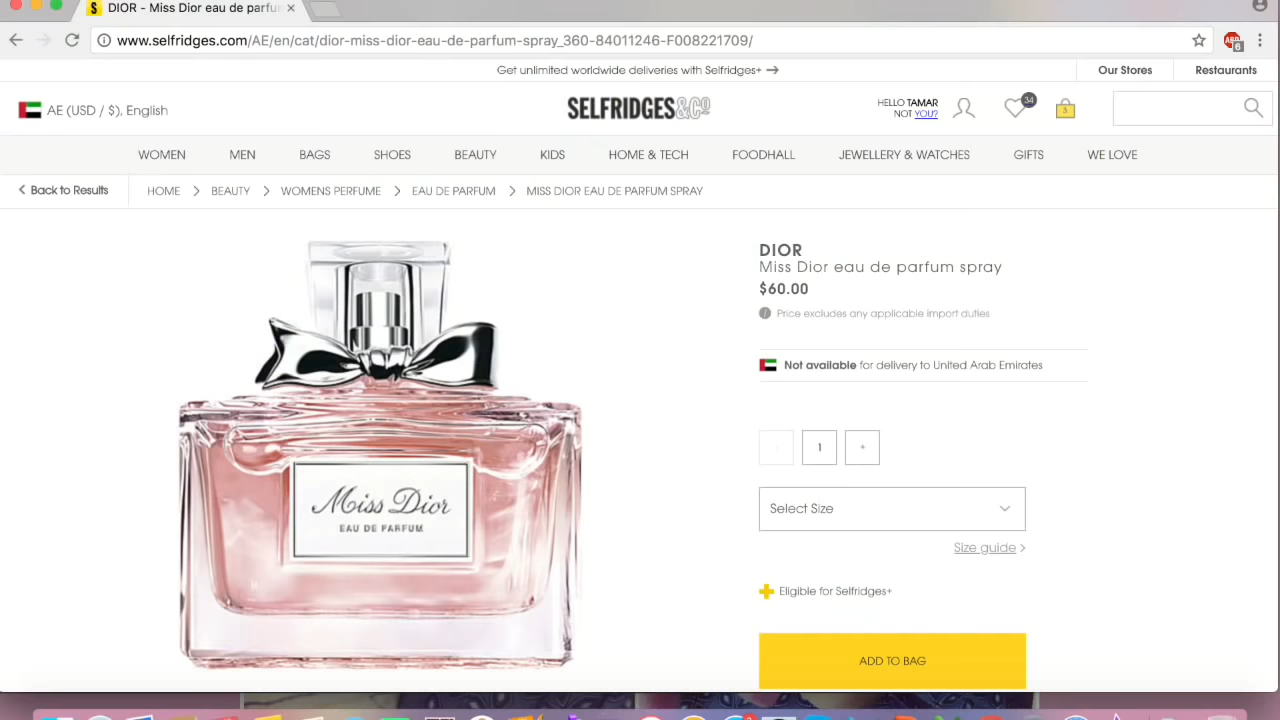 DIOR - Miss Dior eau de parfu
www.selfridges.com/AE/en/cat/dior-miss-dior-eau-de-parfum-spray_360-84011246-F008221709/
ABP
6
Get unlimited worldwide deliveries with Selfridges+
Our Stores
Restaurants
AE (USD / $), English
SELFRIDGES&CO
HELLO TAMAR
NOT YOU?
34
3
WOMEN
MEN
BAGS
SHOES
BEAUTY
KIDS
HOME & TECH
FOODHALL
JEWELLERY & WATCHES
GIFTS
WE LOVE
Back to Results
HOME
BEAUTY
WOMENS PERFUME
EAU DE PARFUM
MISS DIOR EAU DE PARFUM SPRAY
Miss Dior
EAU DE PARFUM
DIOR
Miss Dior eau de parfum spray
$60.00
Price excludes any applicable import duties
Not available for delivery to United Arab Emirates
1
+
Select Size
Size guide
Eligible for Selfridges+
ADD TO BAG